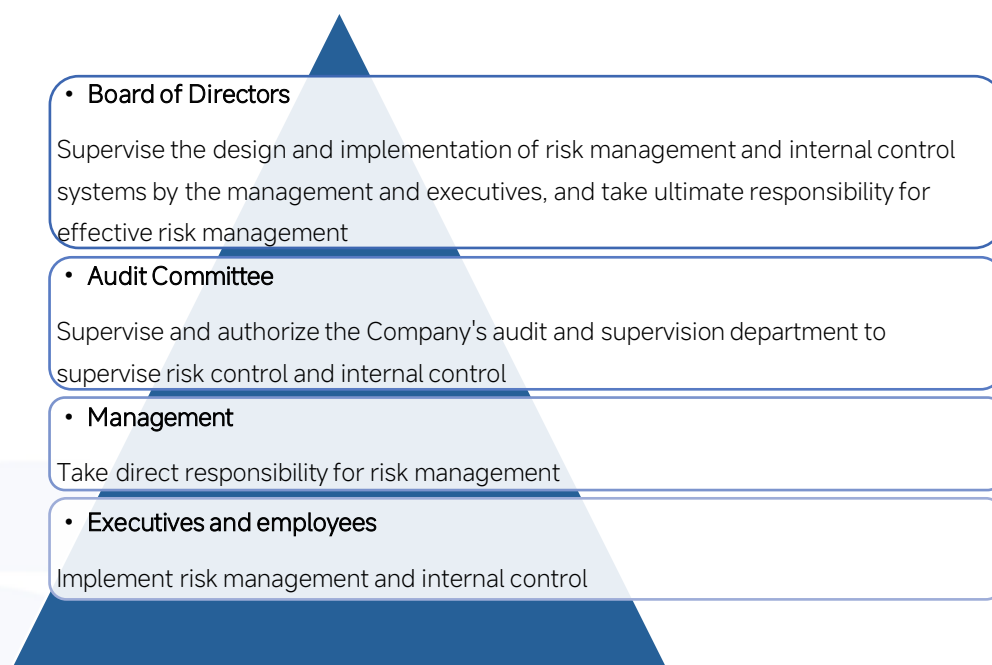 • Board of Directors
Supervise the design and implementation of risk management and internal control
systems by the management and executives, and take ultimate responsibility for
effective risk management
• Audit Committee
Supervise and authorize the Company's audit and supervision department to
supervise risk control and internal control
• Management
Take direct responsibility for risk management
• Executives and employees
Implement risk management and internal control